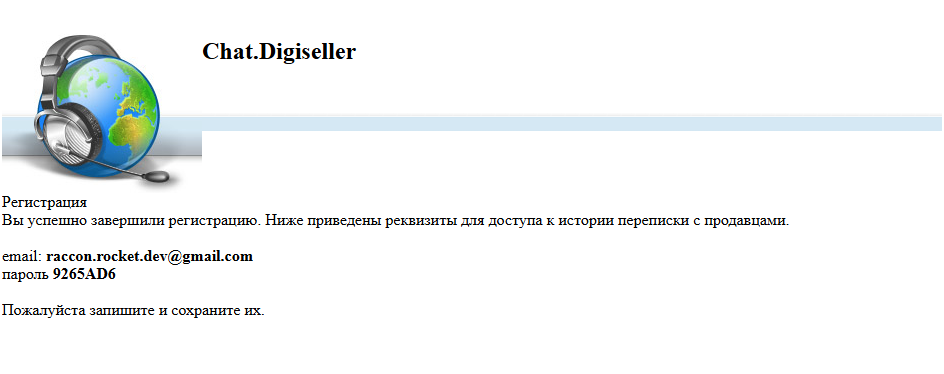 Chat.Digiseller
Регистрация
Вы успешно завершили регистрацию. Ниже приведены реквизиты для доступа к истории переписки с продавцами.
email: raccon.rocket.dev@gmail.com
пароль 9265AD6
Пожалуйста запишите и сохраните их.